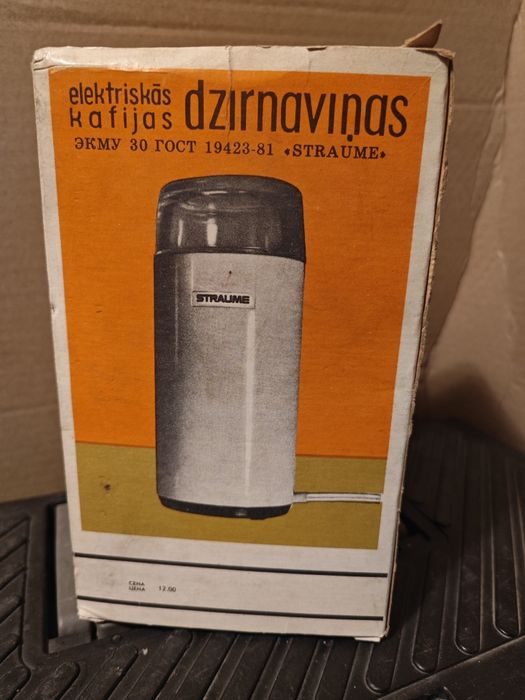 elektriskās
kafijas
dzirnaviņas
ЭКМУ 30 ГОСТ 19423-81 «STRAUME»
STRAUME
CENA
ЦЕНА 12.00